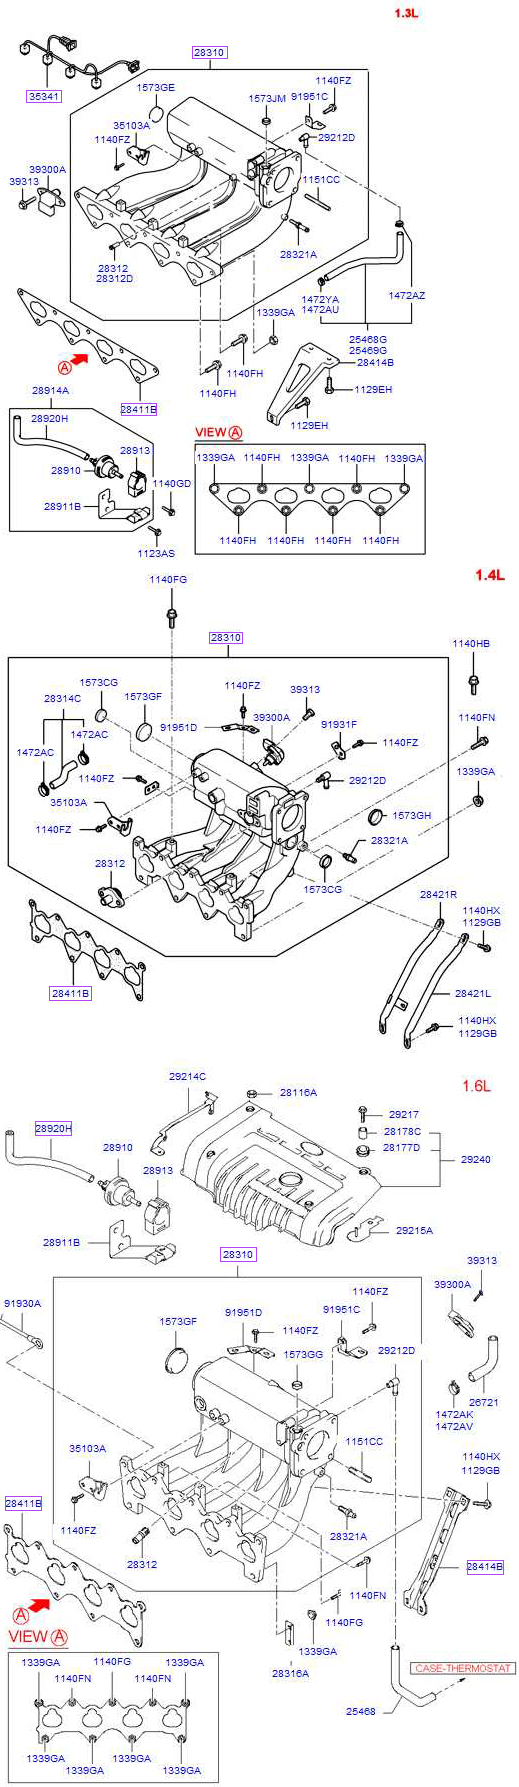 1.3L
28310
1140FZ
1573GE
1573JM
91951C
35341
35103A
1140FZ
29212D
39300A
39313
1151CC
28312
28312D
28321A
1472YA
1472AU
1472AZ
1339GA
25468G
25469G
1140FH
28414B
1140FH
1129EH
28914A
28411B
28920H
1129EH
VIEW A
A
28913
28910
1339GA
1140FH
1339GA
1140FH
1339GA
1140GD
28911B
1140FH
1140FH
1140FH
1140FH
1123AS
1.4L
1140FG
28310
1140HB
1573CG
1140FZ
39313
28314C
1573GF
91951D
39300A
91931F
1140FN
1472AC
1472AC
1140FZ
1140FZ
29212D
1339GA
35103A
1573GH
1140FZ
28321A
28312
1573CG
28421R
1140HX
1129GB
28411B
28421L
1140HX
1129GB
1.6L
29214C
28116A
29217
28920H
28178C
28910
28177D
29240
28913
28911B
29215A
28310
39313
39300A
91930A
91951D
91951C
1140FZ
1573GF
1140FZ
1573GG
29212D
26721
1472AK
1472AV
35103A
1151CC
1140HX
1129GB
28411B
1140FZ
28321A
28312
28414B
1140FN
A
1140FG
1339GA
VIEW A
28316A
CASE-THERMOSTAT
1339GA
1140FG
1339GA
1140FN
1140FN
25468
1339GA
1339GA
1339GA
1339GA